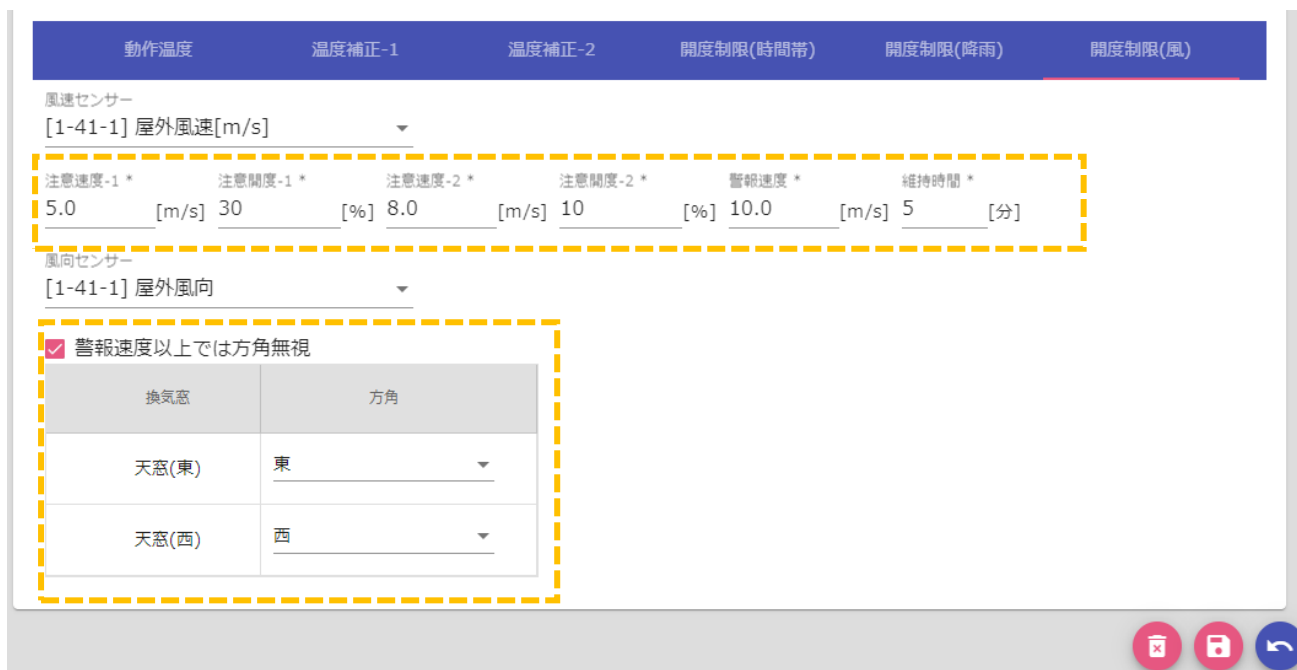 動作温度 温度補正-1 温度補正-2 開度制限(時間帯) 開度制限(降雨) 開度制限(風)
風速センサー
[1-41-1] 屋外風速[m/s]
注意速度-1 * 注意開度-1 * 注意速度-2 * 注意開度-2 * 警報速度 * 維持時間 *
5.0 [m/s] 30 [%] 8.0 [m/s] 10 [%] 10.0 [m/s] 5 [分]
風向センサー
[1-41-1] 屋外風向
警報速度以上では方角無視
換気窓 方角
天窓(東) 東
天窓(西) 西